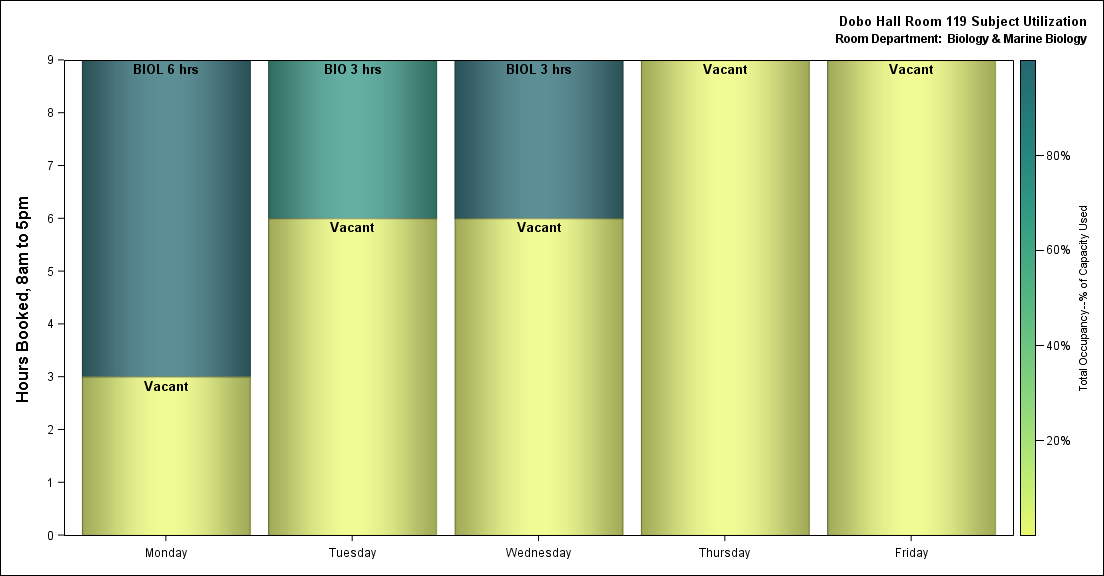 Dobo Hall Room 119 Subject Utilization
Room Department: Biology & Marine Biology
Hours Booked, 8am to 5pm
9
8
7
6
5
4
3
2
1
0
BIOL 6 hrs
Vacant
BIO 3 hrs
Vacant
BIOL 3 hrs
Vacant
Vacant
Vacant
Monday
Tuesday
Wednesday
Thursday
Friday
80%
60%
40%
20%
Total Occupancy--% of Capacity Used